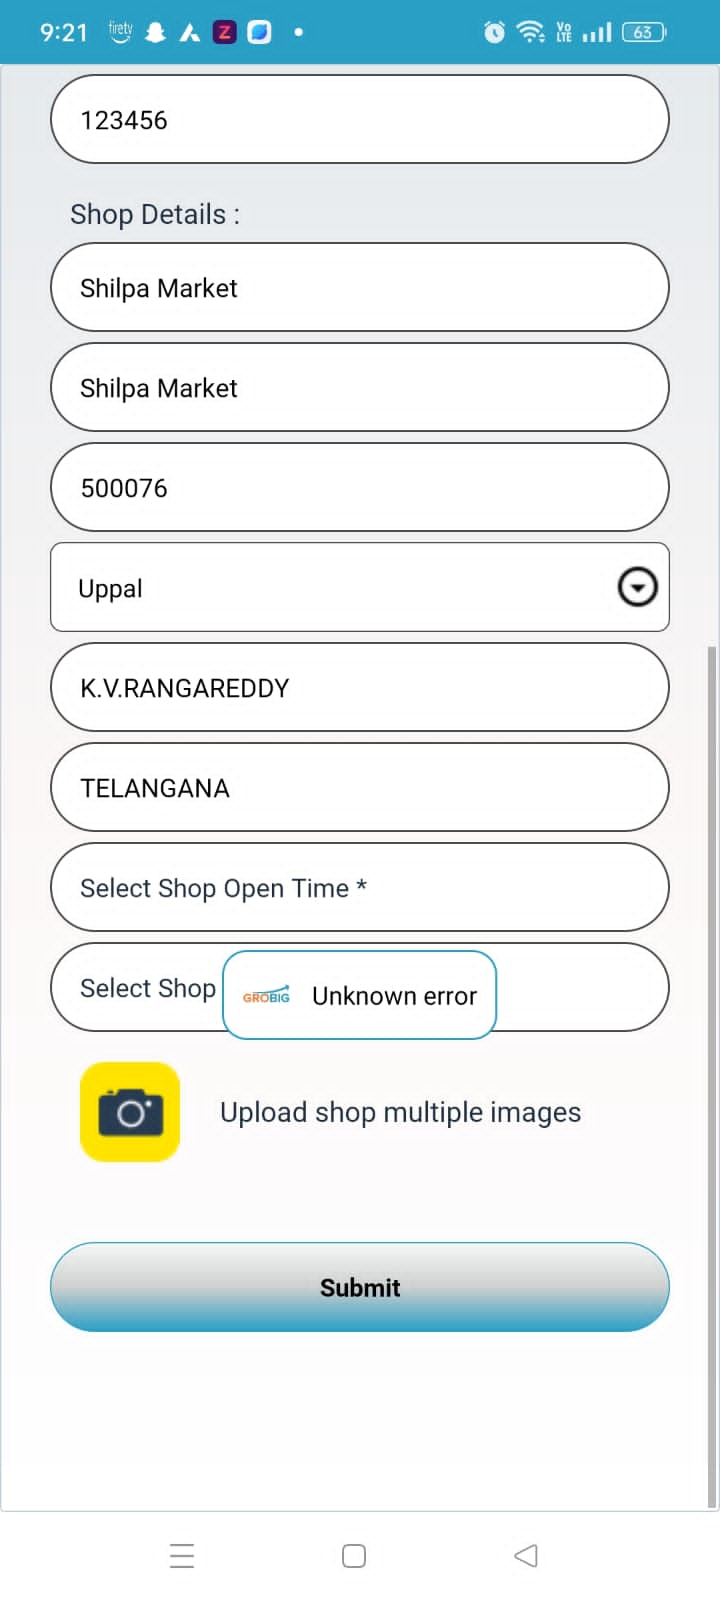 9:21 firety Z VO LTE 63
123456
Shop Details :
Shilpa Market
Shilpa Market
500076
Uppal
K.V.RANGAREDDY
TELANGANA
Select Shop Open Time *
Select Shop
GROBIG Unknown error
Upload shop multiple images
Submit